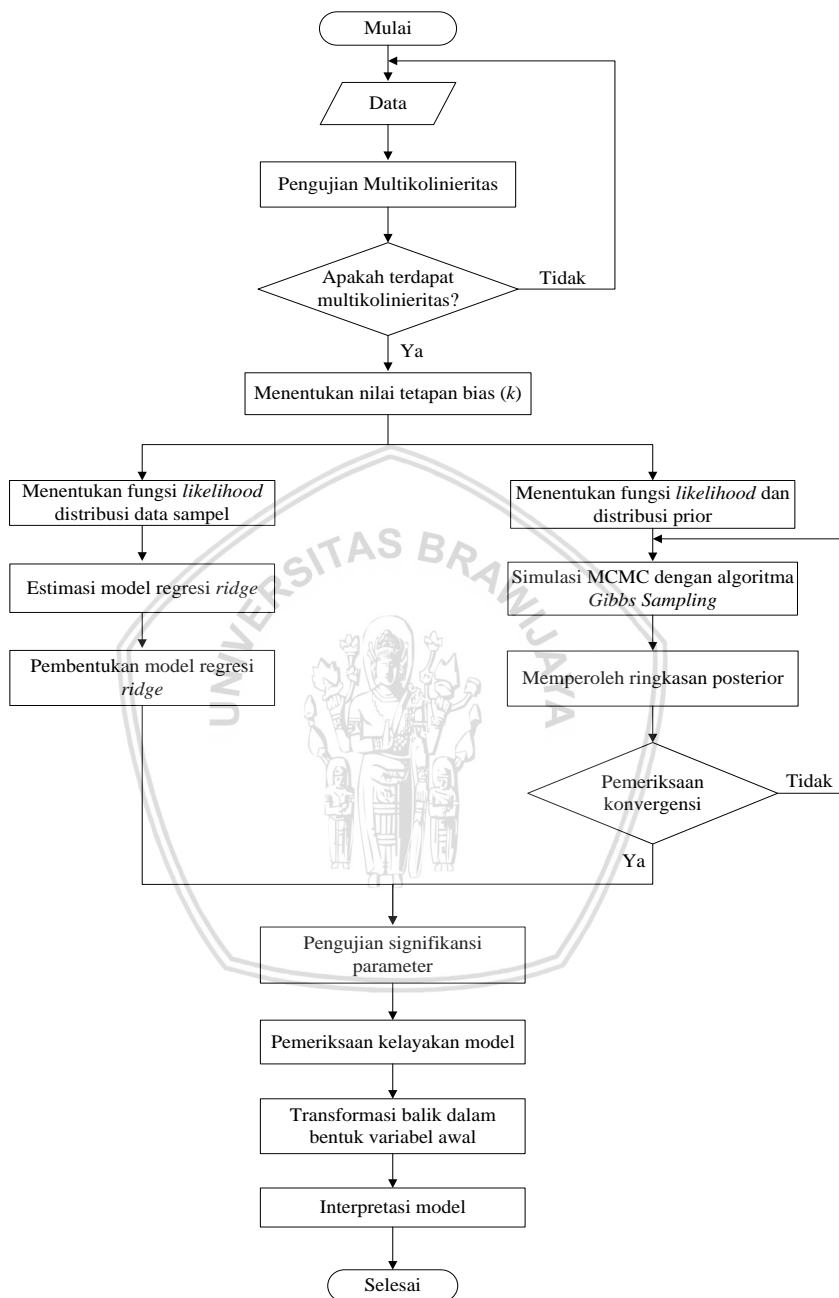 Mulai
Data
Pengujian Multikolinieritas
Apakah terdapat
multikolinieritas?
Tidak
Ya
Menentukan nilai tetapan bias (k)
Menentukan fungsi likelihood
distribusi data sampel
Estimasi model regresi ridge
Pembentukan model regresi
ridge
Menentukan fungsi likelihood dan
distribusi prior
Simulasi MCMC dengan algoritma
Gibbs Sampling
Memperoleh ringkasan posterior
Pemeriksaan
konvergensi
Tidak
Ya
UNIVERSITAS BRAWIJAYA
Pengujian signifikansi
parameter
Pemeriksaan kelayakan model
Transformasi balik dalam
bentuk variabel awal
Interpretasi model
Selesai